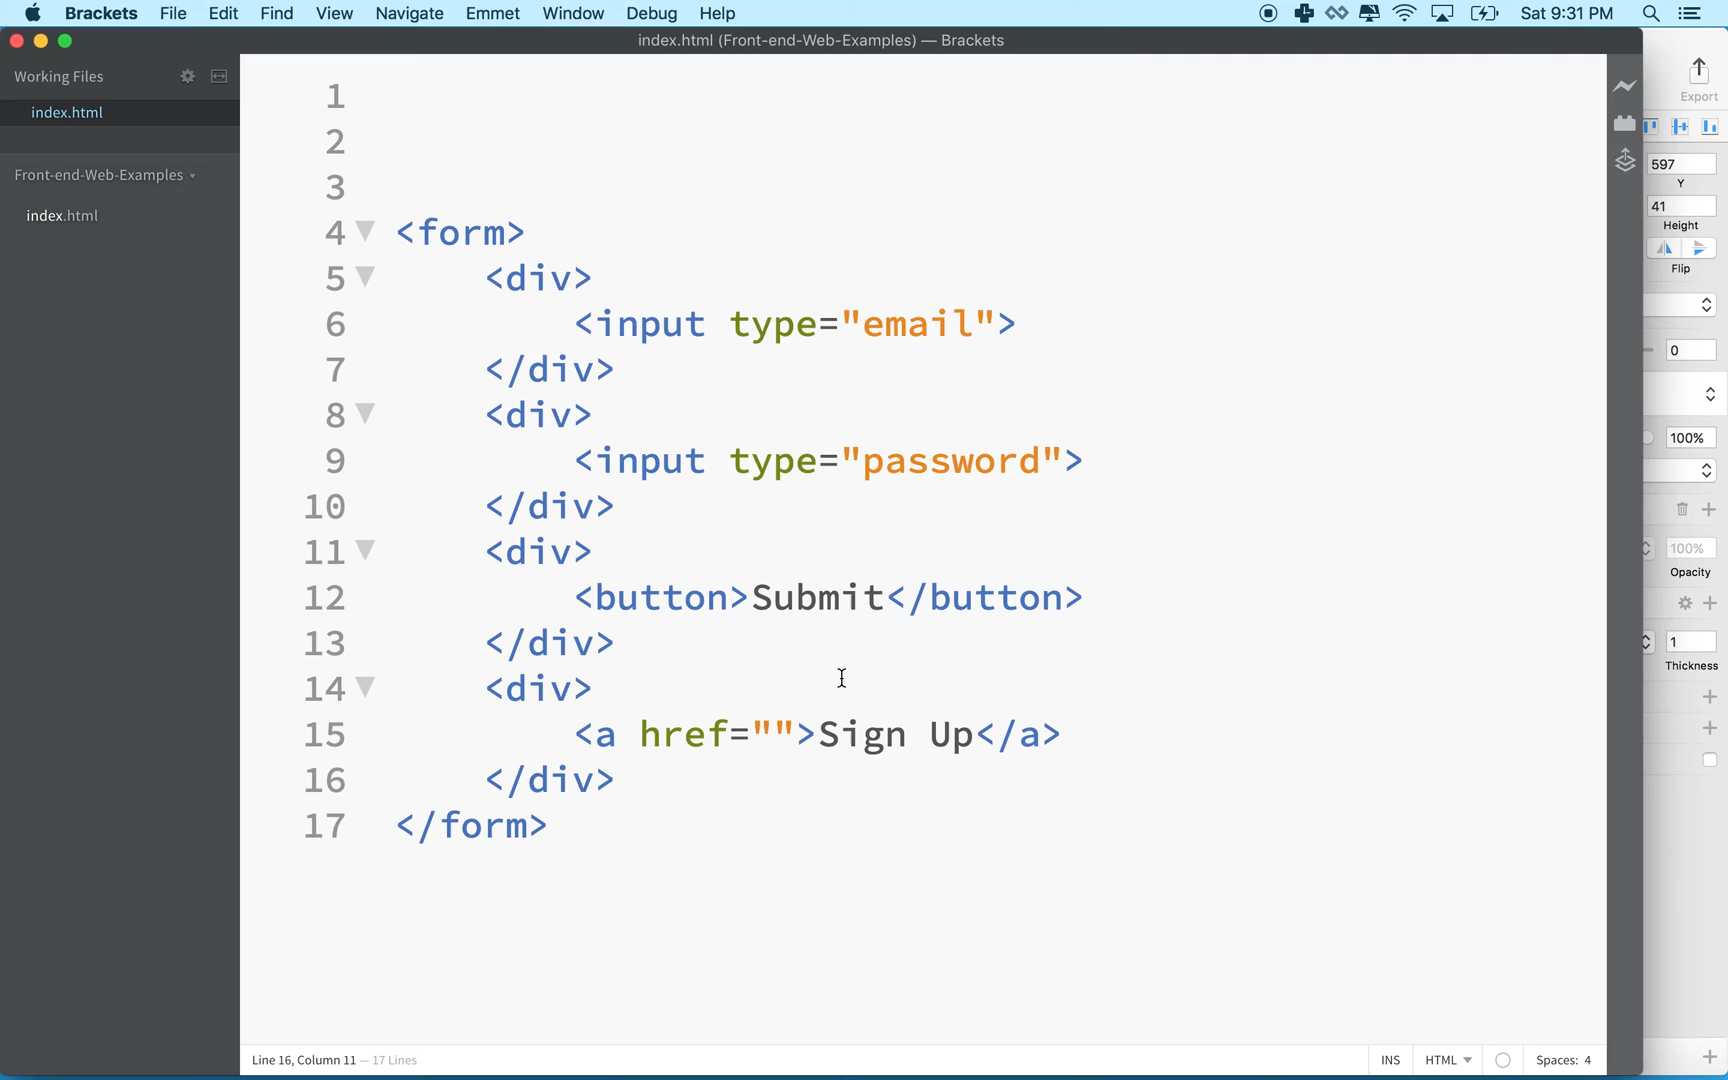 Brackets File Edit Find View Navigate Emmet Window Debug Help Sat 9:31 PM
index.html (Front-end-Web-Examples) — Brackets
Working Files
index.html
Front-end-Web-Examples
index.html
1
2
3
4 <form>
5 <div>
6 <input type="email">
7 </div>
8 <div>
9 <input type="password">
10 </div>
11 <div>
12 <button>Submit</button>
13 </div>
14 <div>
15 <a href="">Sign Up</a>
16 </div>
17 </form>
Line 16, Column 11 — 17 Lines
INS HTML Spaces: 4
Export
597
Y
41
Height
Flip
0
100%
100%
Opacity
1
Thickness